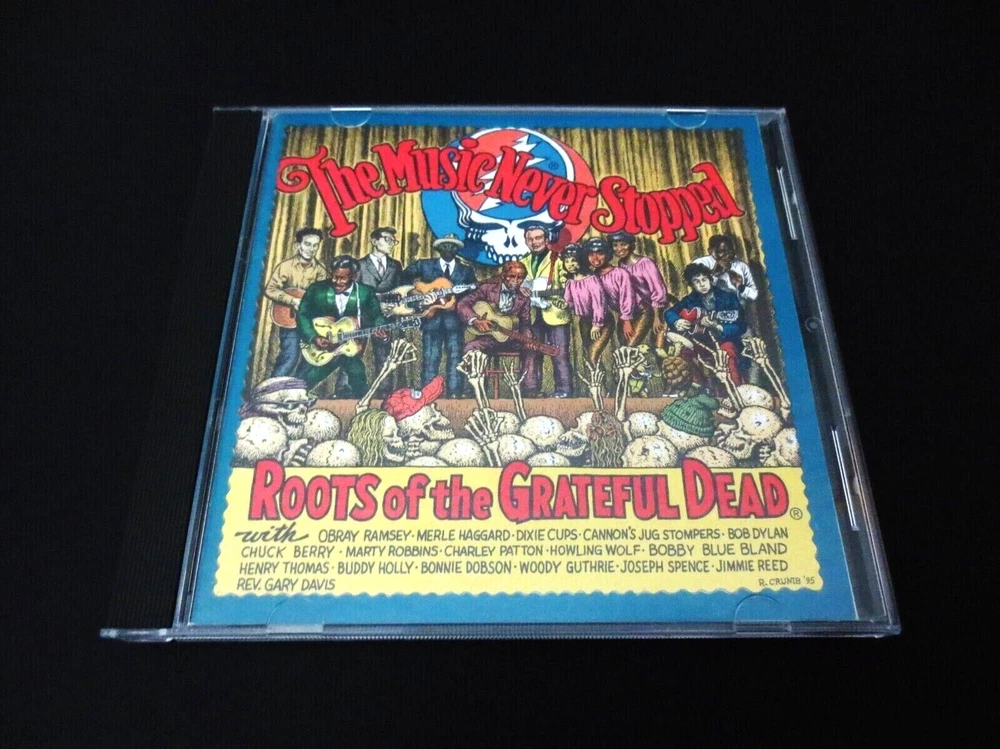 The Music Never Stopped ®
ROOTS of the GRATEFUL DEAD ®
with OBRAY RAMSEY · MERLE HAGGARD · DIXIE CUPS · CANNON'S JUG STOMPERS · BOB DYLAN
CHUCK BERRY · MARTY ROBBINS · CHARLEY PATTON · HOWLING WOLF · BOBBY BLUE BLAND
HENRY THOMAS · BUDDY HOLLY · BONNIE DOBSON · WOODY GUTHRIE · JOSEPH SPENCE · JIMMIE REED
REV. GARY DAVIS
R. CRUMB '95